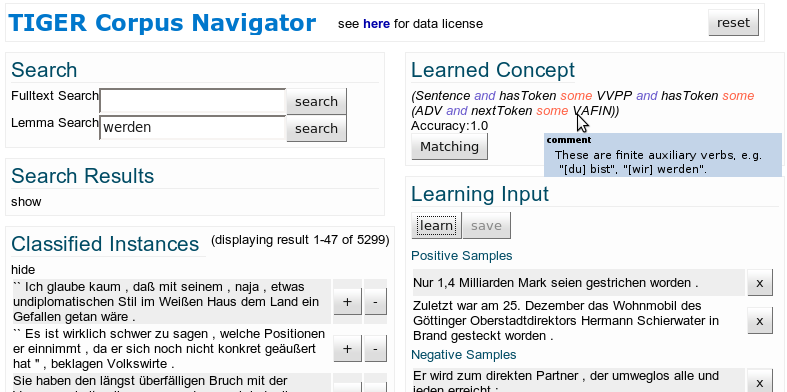 TIGER Corpus Navigator
see here for data license
reset
Search
Fulltext Search
search
Lemma Search
werden
search
Search Results
show
Classified Instances
(displaying result 1-47 of 5299)
hide
`` Ich glaube kaum , daß mit seinem , naja , etwas
undiplomatischen Stil im Weißen Haus dem Land ein
Gefallen getan wäre .
+ -
`` Es ist wirklich schwer zu sagen , welche Positionen
er einnimmt , da er sich noch nicht konkret geäußert
hat " , beklagen Volkswirte .
+ -
Sie haben den längst überfälligen Bruch mit der
Learned Concept
(Sentence and hasToken some VVPP and hasToken some
(ADV and nextToken some VAFIN))
Accuracy:1.0
Matching
comment
These are finite auxiliary verbs, e.g.
"[du] bist", "[wir] werden".
Learning Input
learn save
Positive Samples
Nur 1,4 Milliarden Mark seien gestrichen worden .
x
Zuletzt war am 25. Dezember das Wohnmobil des
Göttinger Oberstadtdirektors Hermann Schierwater in
Brand gesteckt worden .
x
Negative Samples
Er wird zum direkten Partner , der umweglos alle und
jeden erreicht ;
x